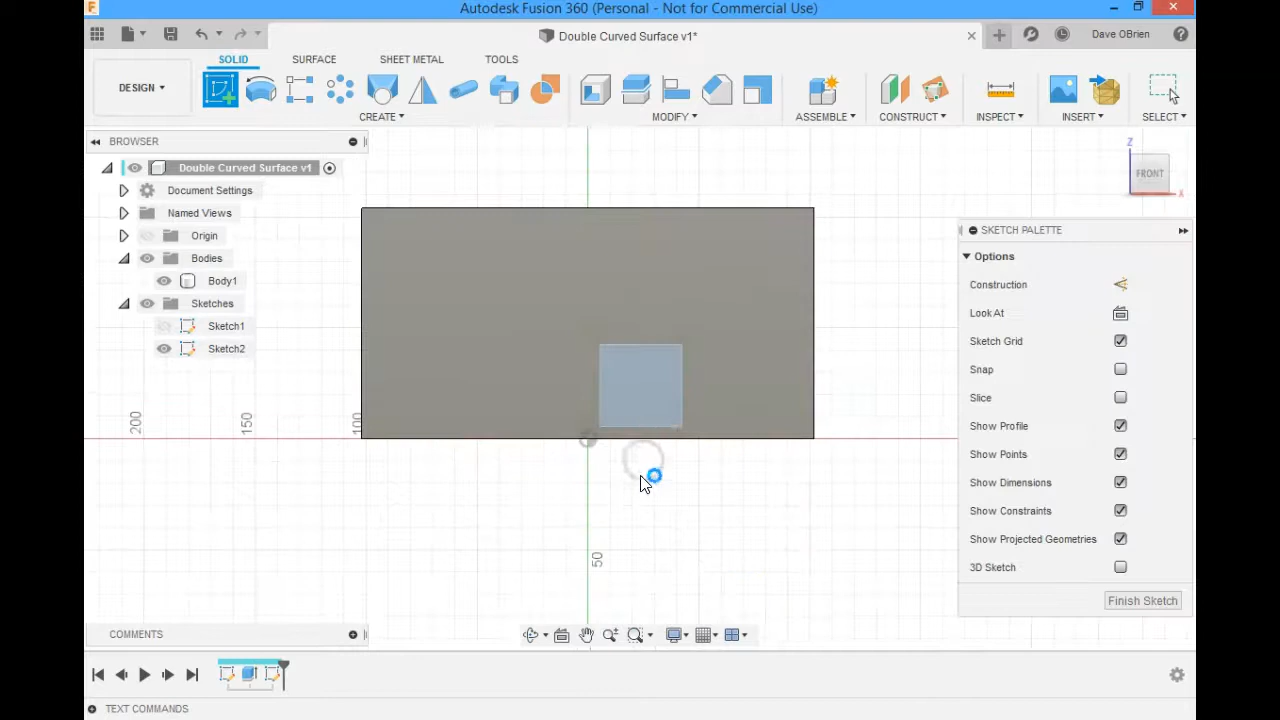 F
Autodesk Fusion 360 (Personal - Not for Commercial Use)
Double Curved Surface v1*
Dave OBrien
SOLID SURFACE SHEET METAL TOOLS
DESIGN
CREATE MODIFY ASSEMBLE CONSTRUCT INSPECT INSERT SELECT
BROWSER
Double Curved Surface v1
Document Settings
Named Views
Origin
Bodies
Body1
Sketches
Sketch1
Sketch2
Z
FRONT
X
SKETCH PALETTE
Options
Construction
Look At
Sketch Grid
Snap
Slice
Show Profile
Show Points
Show Dimensions
Show Constraints
Show Projected Geometries
3D Sketch
Finish Sketch
200
150
100
50
COMMENTS
TEXT COMMANDS